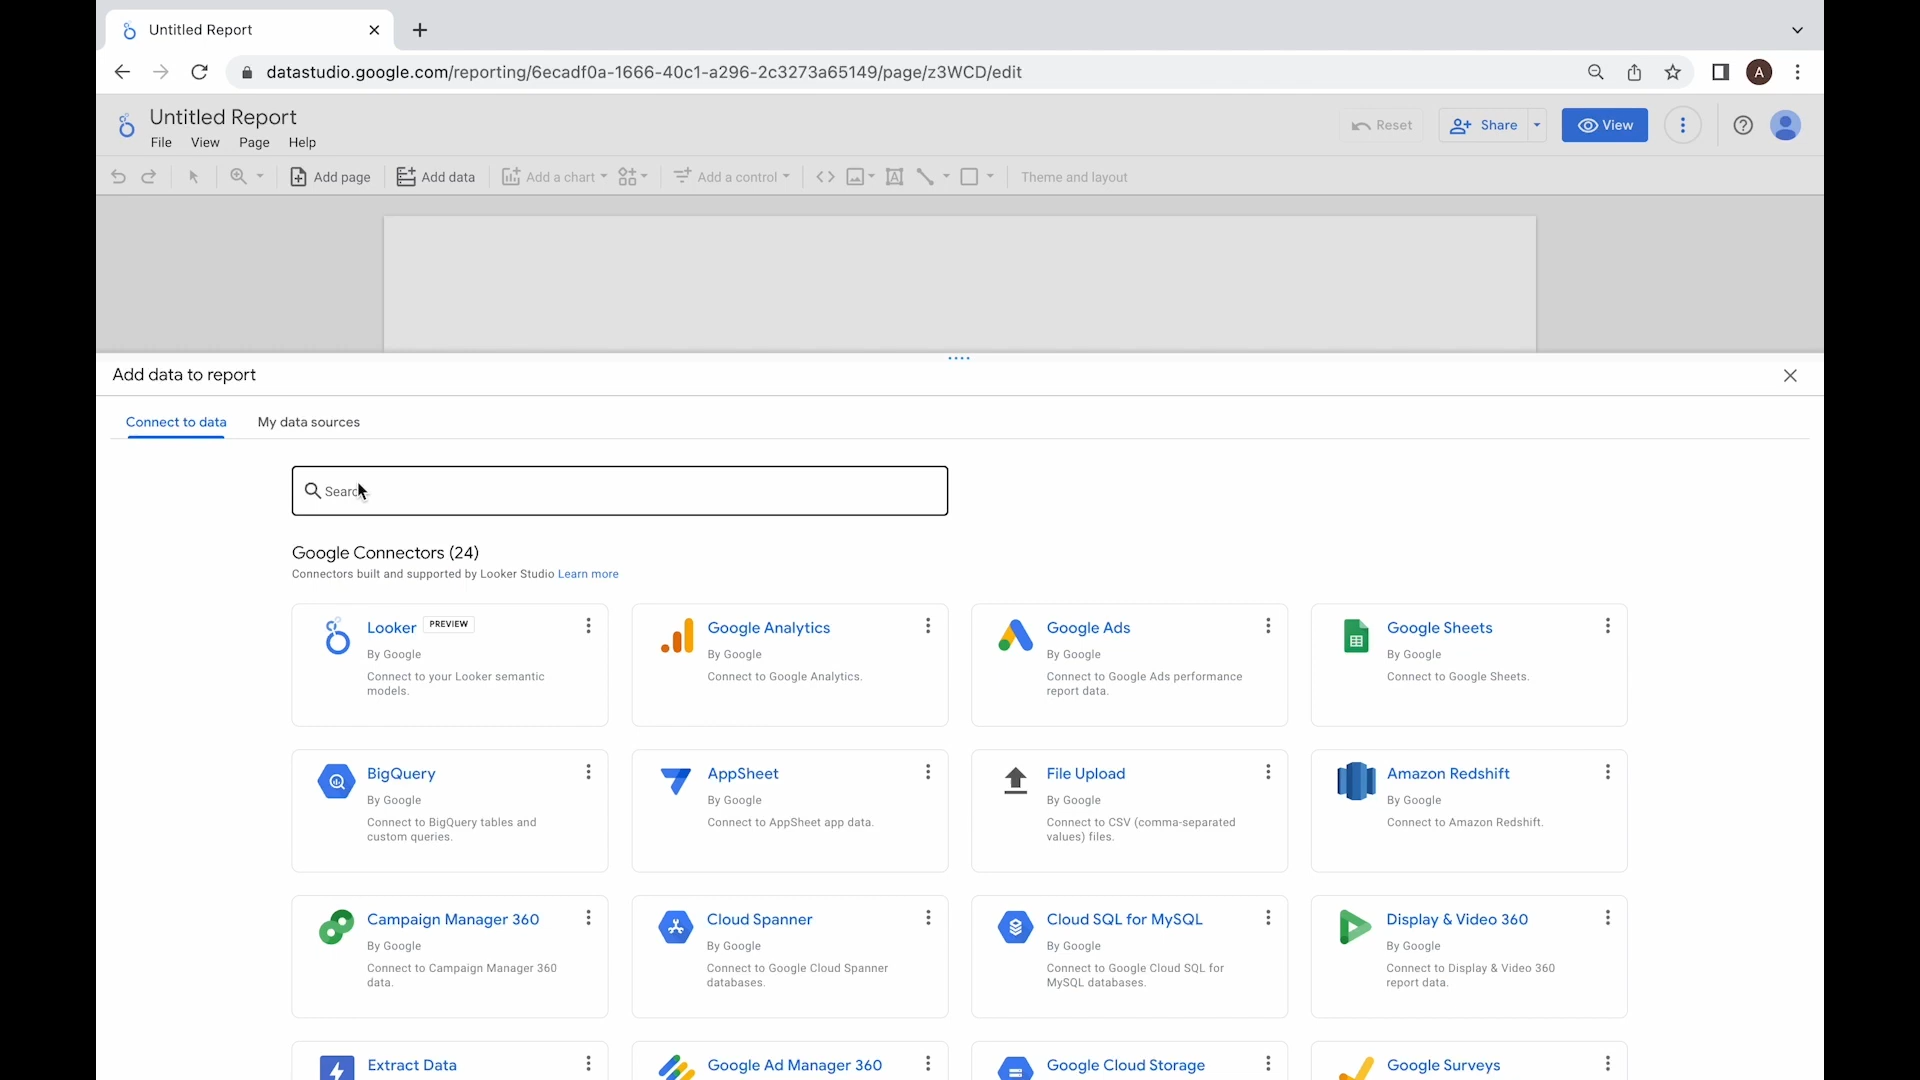 Untitled Report
datastudio.google.com/reporting/6ecadf0a-1666-40c1-a296-2c3273a65149/page/z3WCD/edit
A
Untitled Report
File View Page Help
Reset Share View
Add page Add data Add a chart Add a control Theme and layout
Add data to report
Connect to data My data sources
Search
Google Connectors (24)
Connectors built and supported by Looker Studio Learn more
Looker PREVIEW
By Google
Connect to your Looker semantic
models.
Google Analytics
By Google
Connect to Google Analytics.
Google Ads
By Google
Connect to Google Ads performance
report data.
Google Sheets
By Google
Connect to Google Sheets.
BigQuery
By Google
Connect to BigQuery tables and
custom queries.
AppSheet
By Google
Connect to AppSheet app data.
File Upload
By Google
Connect to CSV (comma-separated
values) files.
Amazon Redshift
By Google
Connect to Amazon Redshift.
Campaign Manager 360
By Google
Connect to Campaign Manager 360
data.
Cloud Spanner
By Google
Connect to Google Cloud Spanner
databases.
Cloud SQL for MySQL
By Google
Connect to Google Cloud SQL for
MySQL databases.
Display & Video 360
By Google
Connect to Display & Video 360
report data.
Extract Data
Google Ad Manager 360
Google Cloud Storage
Google Surveys